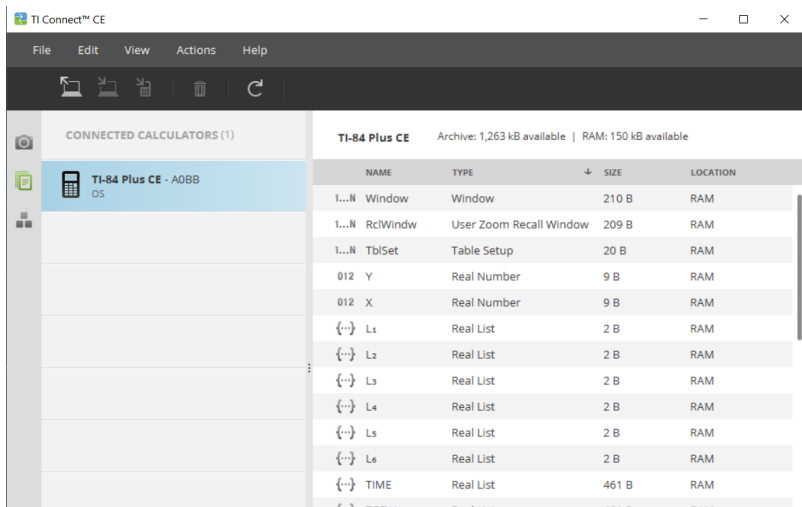 TI Connect™ CE
File Edit View Actions Help
CONNECTED CALCULATORS (1)
TI-84 Plus CE - A0BB
OS
TI-84 Plus CE Archive: 1,263 kB available | RAM: 150 kB available
NAME TYPE SIZE LOCATION
1...N Window Window 210 B RAM
1...N RclWindw User Zoom Recall Window 209 B RAM
1...N TblSet Table Setup 20 B RAM
012 Y Real Number 9 B RAM
012 X Real Number 9 B RAM
{...} L₁ Real List 2 B RAM
{...} L₂ Real List 2 B RAM
{...} L₃ Real List 2 B RAM
{...} L₄ Real List 2 B RAM
{...} L₅ Real List 2 B RAM
{...} L₆ Real List 2 B RAM
{...} TIME Real List 461 B RAM